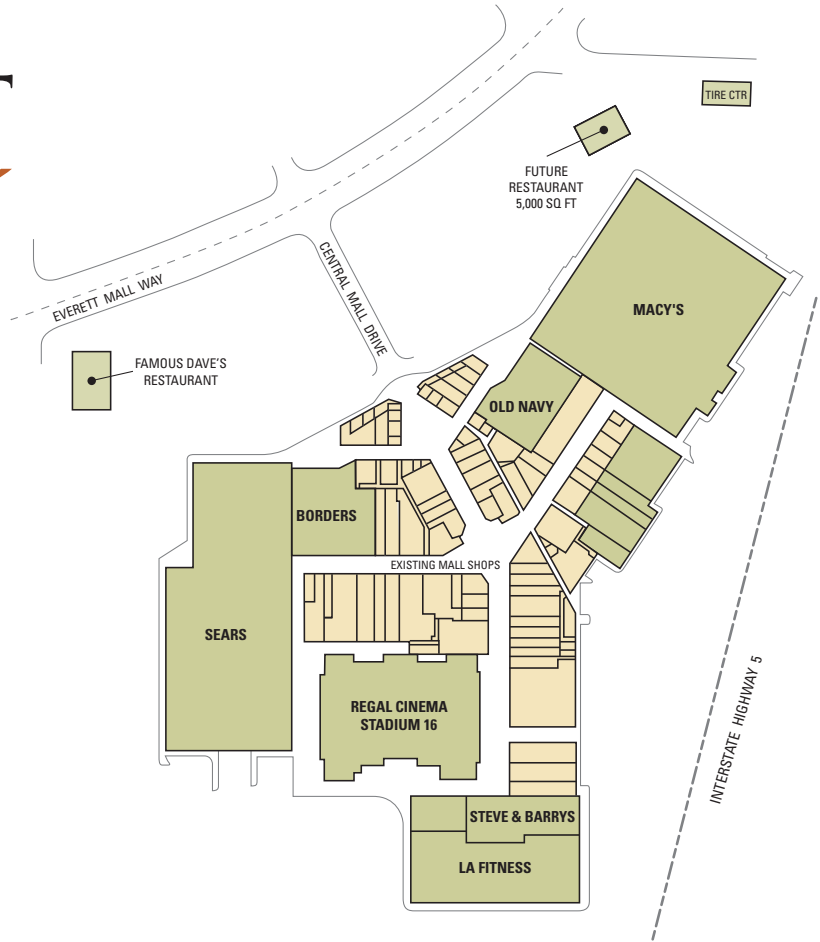 TIRE CTR
FUTURE
RESTAURANT
5,000 SQ FT
EVERETT MALL WAY
CENTRAL MALL DRIVE
MACY'S
FAMOUS DAVE'S
RESTAURANT
OLD NAVY
BORDERS
EXISTING MALL SHOPS
SEARS
REGAL CINEMA
STADIUM 16
INTERSTATE HIGHWAY 5
STEVE & BARRYS
LA FITNESS